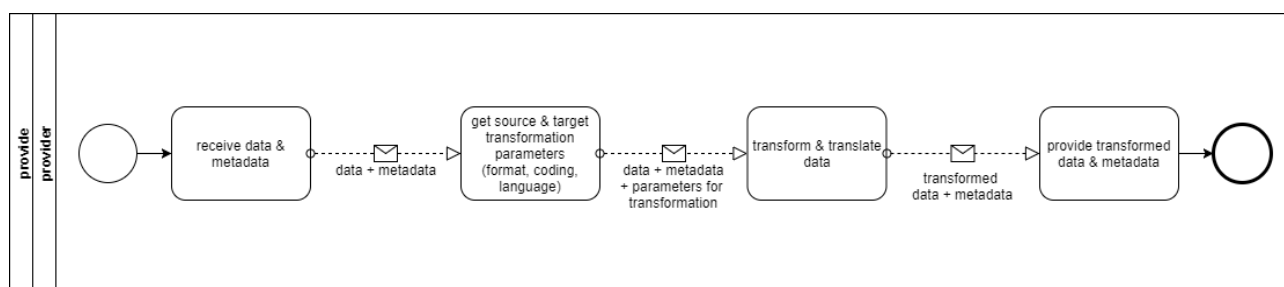 provide
provider
receive data &
metadata
data + metadata
get source & target
transformation
parameters
(format, coding,
language)
data + metadata
+ parameters for
transformation
transform & translate
data
transformed
data + metadata
provide transformed
data & metadata